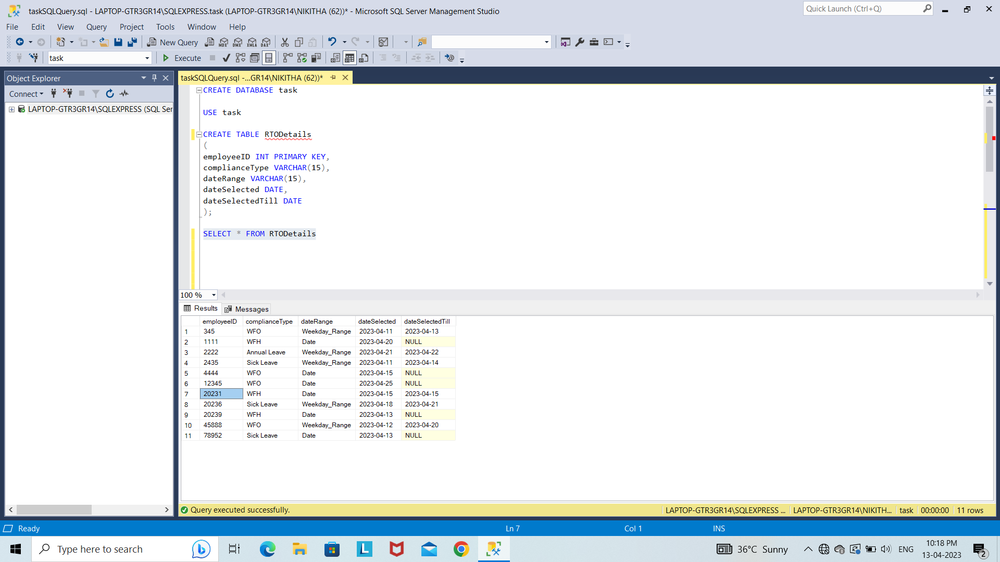 taskSQLQuery.sql - LAPTOP-GTR3GR14\SQLEXPRESS.task (LAPTOP-GTR3GR14\NIKITHA (62))* - Microsoft SQL Server Management Studio
Quick Launch (Ctrl+Q)
File Edit View Query Project Tools Window Help
New Query MDX DMX XMLA DAX
task Execute
Object Explorer
taskSQLQuery.sql -...GR14\NIKITHA (62))*
Connect
LAPTOP-GTR3GR14\SQLEXPRESS (SQL Ser
CREATE DATABASE task
USE task
CREATE TABLE RTODetails
(
employeeID INT PRIMARY KEY,
complianceType VARCHAR(15),
dateRange VARCHAR(15),
dateSelected DATE,
dateSelectedTill DATE
);
SELECT * FROM RTODetails
100 %
Results Messages
employeeID complianceType dateRange dateSelected dateSelectedTill
1 345 WFO Weekday_Range 2023-04-11 2023-04-13
2 1111 WFH Date 2023-04-20 NULL
3 2222 Annual Leave Weekday_Range 2023-04-21 2023-04-22
4 2435 Sick Leave Weekday_Range 2023-04-11 2023-04-14
5 4444 WFO Date 2023-04-15 NULL
6 12345 WFO Date 2023-04-25 NULL
7 20231 WFH Date 2023-04-15 2023-04-15
8 20236 Sick Leave Weekday_Range 2023-04-18 2023-04-21
9 20239 WFH Date 2023-04-13 NULL
10 45888 WFO Weekday_Range 2023-04-12 2023-04-20
11 78952 Sick Leave Date 2023-04-13 NULL
Query executed successfully.
LAPTOP-GTR3GR14\SQLEXPRESS ... LAPTOP-GTR3GR14\NIKITH... task 00:00:00 11 rows
Ready Ln 7 Col 1 INS
Type here to search
L
36°C Sunny
ENG
10:18 PM
13-04-2023
2